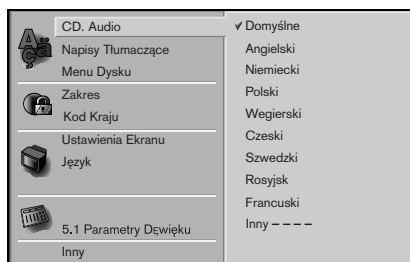 CD. Audio
Napisy Tłumaczące
Menu Dysku
Zakres
Kod Kraju
Ustawienia Ekranu
Język
5.1 Parametry Dęwięku
Inny
✓ Domyślne
Angielski
Niemiecki
Polski
Wegierski
Czeski
Szwedzki
Rosyjsk
Francuski
Inny – – – –